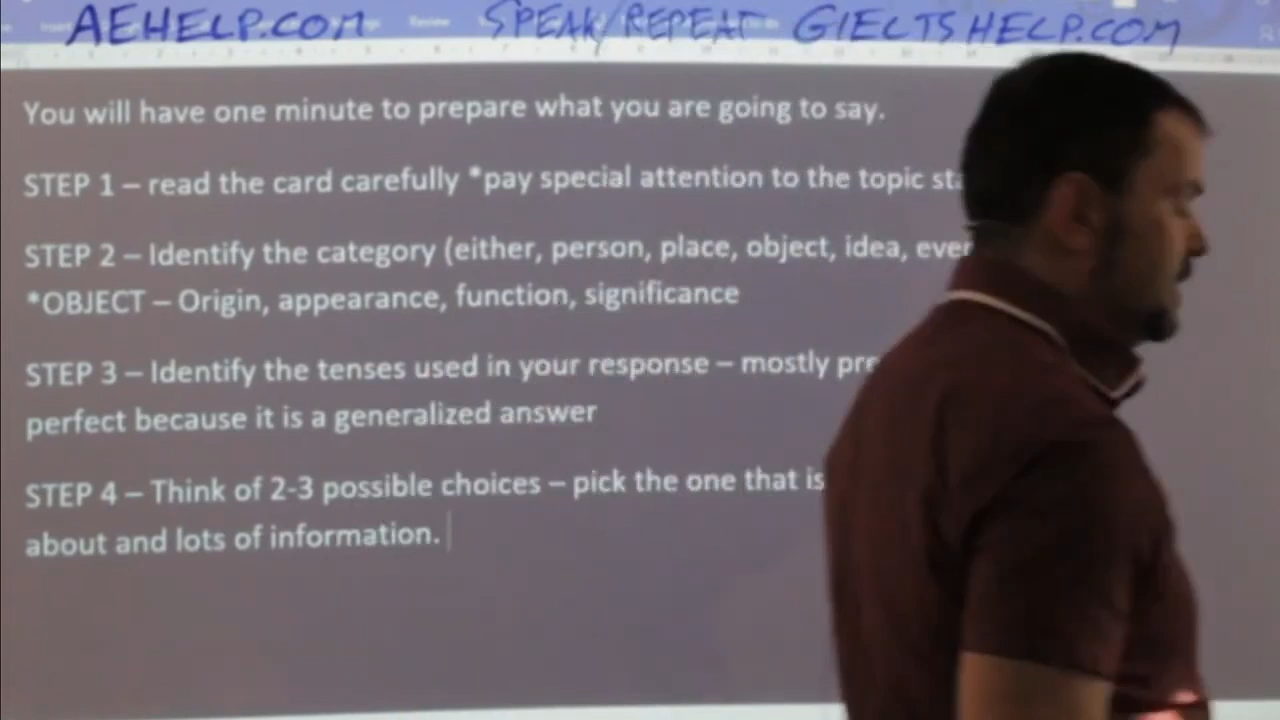 AEHELP.COM SPEAK/REPEAT GIELTSHELP.COM
You will have one minute to prepare what you are going to say.
STEP 1 – read the card carefully *pay special attention to the topic
STEP 2 – Identify the category (either, person, place, object, idea,
*OBJECT – Origin, appearance, function, significance
STEP 3 – Identify the tenses used in your response – mostly
perfect because it is a generalized answer
STEP 4 – Think of 2-3 possible choices – pick the one that is
about and lots of information.